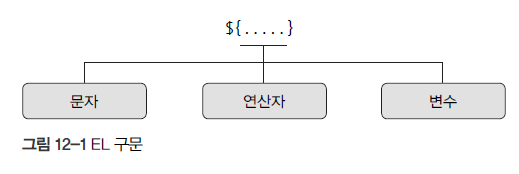 ${.....}
문자
연산자
변수
그림 12-1 EL 구문